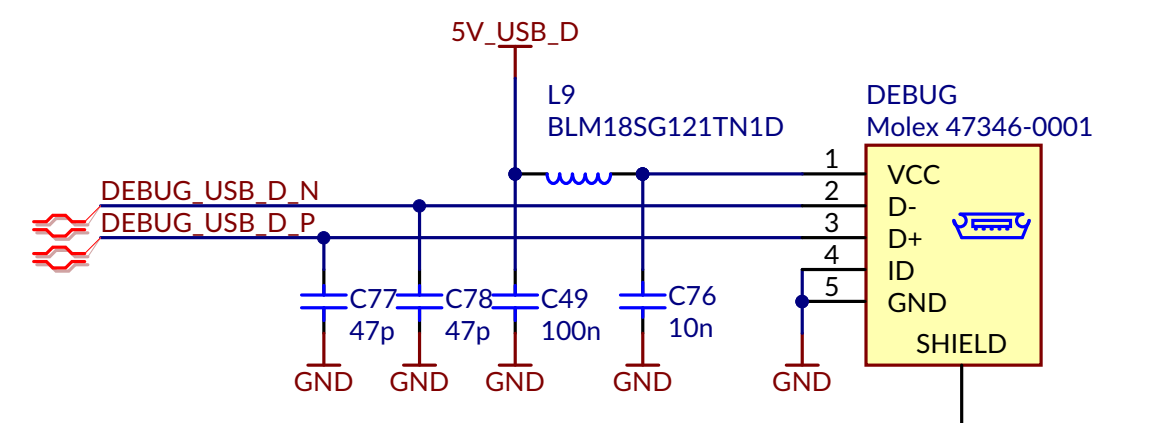 5V_USB_D
L9
BLM18SG121TN1D
DEBUG
Molex 47346-0001
DEBUG_USB_D_N
DEBUG_USB_D_P
1
VCC
2
D-
3
D+
4
ID
5
GND
SHIELD
C77
47p
C78
47p
C49
100n
C76
10n
GND
GND
GND
GND
GND